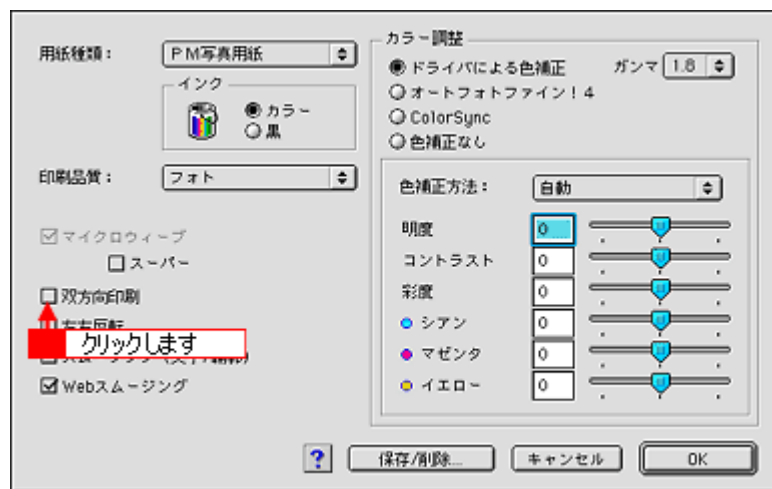 用紙種類：
PM写真用紙
インク
カラー
黒
印刷品質：
フォト
マイクロウィーブ
スーパー
双方向印刷
左右反転
クリックします
Webスムージング
カラー調整
ドライバによる色補正
ガンマ 1.8
オートフォトファイン！4
ColorSync
色補正なし
色補正方法：
自動
明度 0
コントラスト 0
彩度 0
シアン 0
マゼンタ 0
イエロー 0
?
保存/削除...
キャンセル
OK